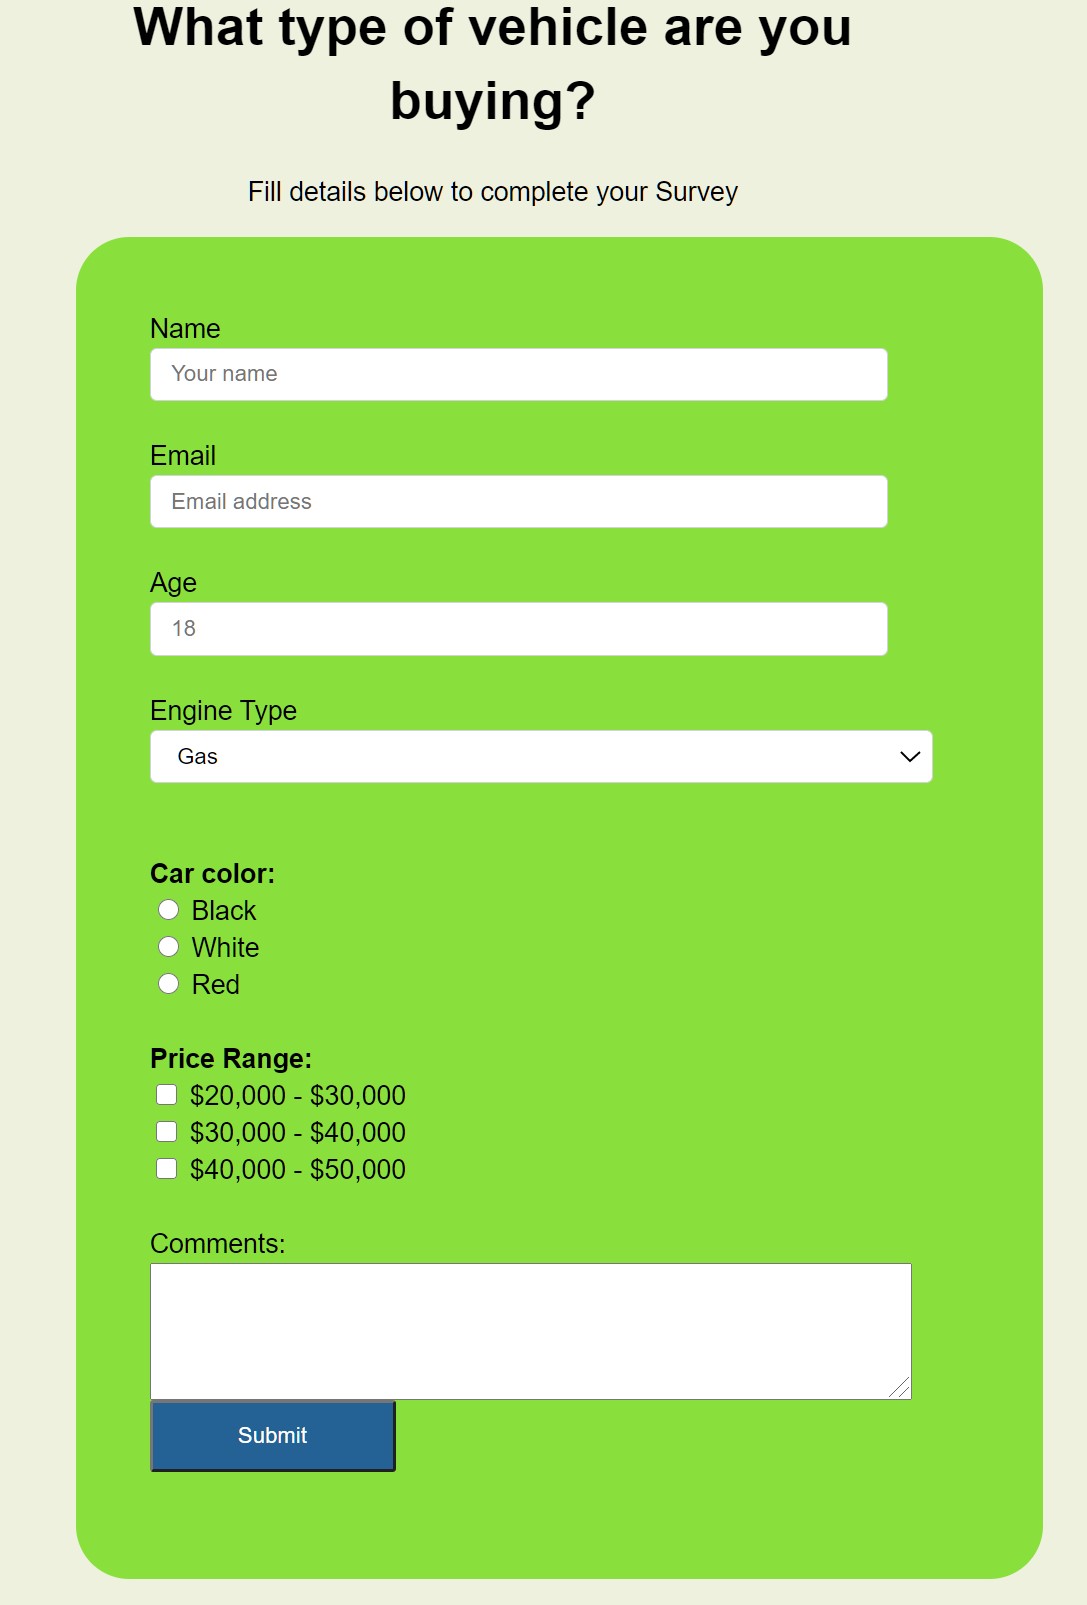 What type of vehicle are you
buying?
Fill details below to complete your Survey
Name
Your name
Email
Email address
Age
18
Engine Type
Gas
Car color:
Black
White
Red
Price Range:
$20,000 - $30,000
$30,000 - $40,000
$40,000 - $50,000
Comments:
Submit